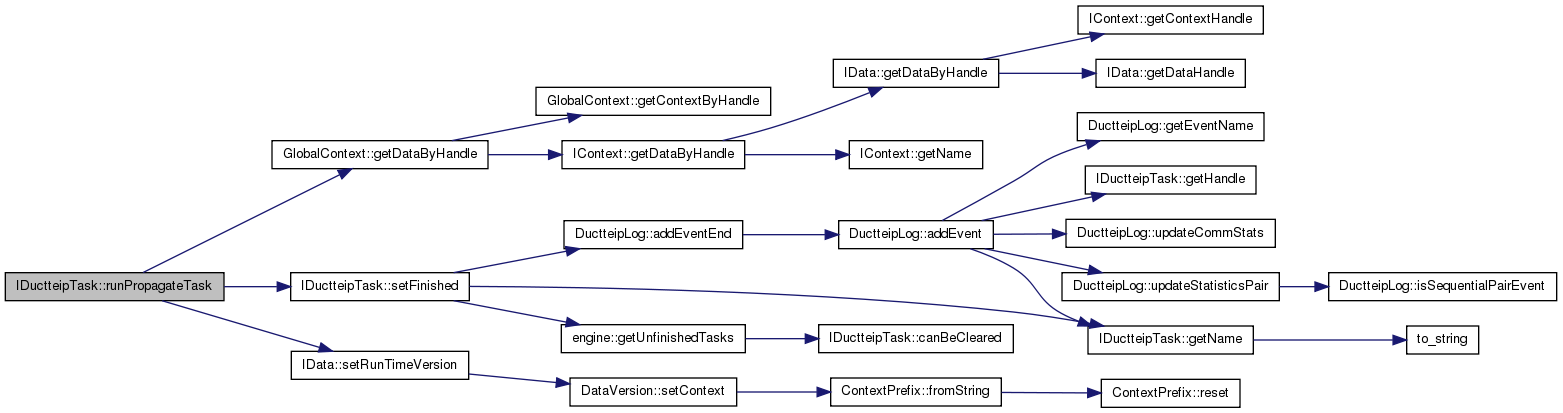 IContext::getContextHandle
IData::getDataByHandle
IData::getDataHandle
GlobalContext::getContextByHandle
DuctteipLog::getEventName
GlobalContext::getDataByHandle
IContext::getDataByHandle
IContext::getName
IDuctteipTask::getHandle
DuctteipLog::addEventEnd
DuctteipLog::addEvent
DuctteipLog::updateCommStats
IDuctteipTask::runPropagateTask
IDuctteipTask::setFinished
DuctteipLog::updateStatisticsPair
DuctteipLog::isSequentialPairEvent
engine::getUnfinishedTasks
IDuctteipTask::canBeCleared
IDuctteipTask::getName
to_string
IData::setRunTimeVersion
DataVersion::setContext
ContextPrefix::fromString
ContextPrefix::reset